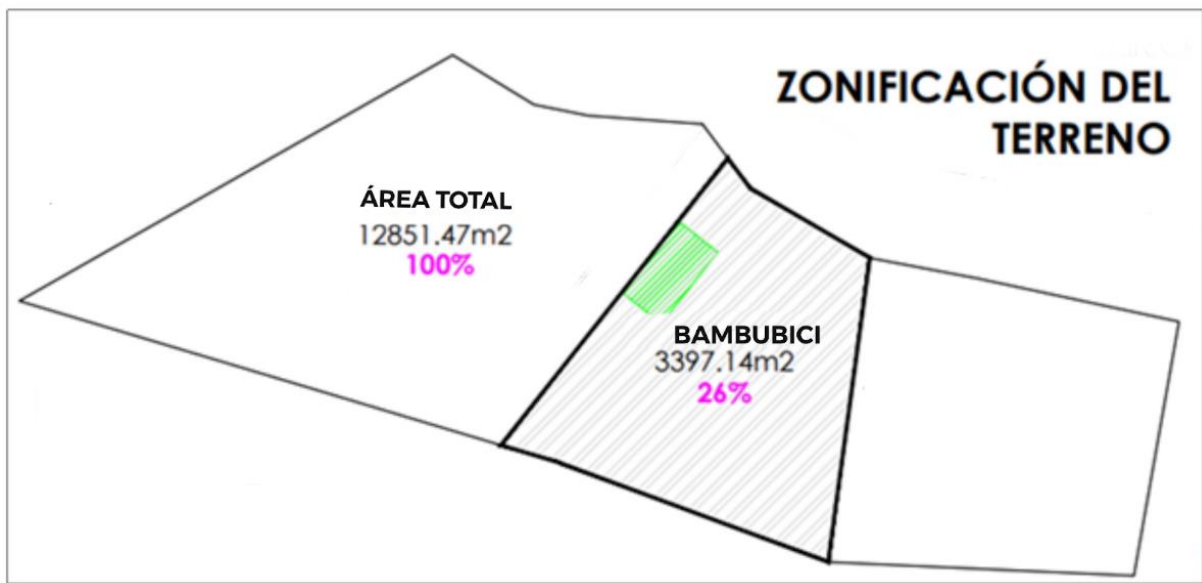 ZONIFICACIÓN DEL
TERRENO
ÁREA TOTAL
12851.47m2
100%
BAMBUBICI
3397.14m2
26%